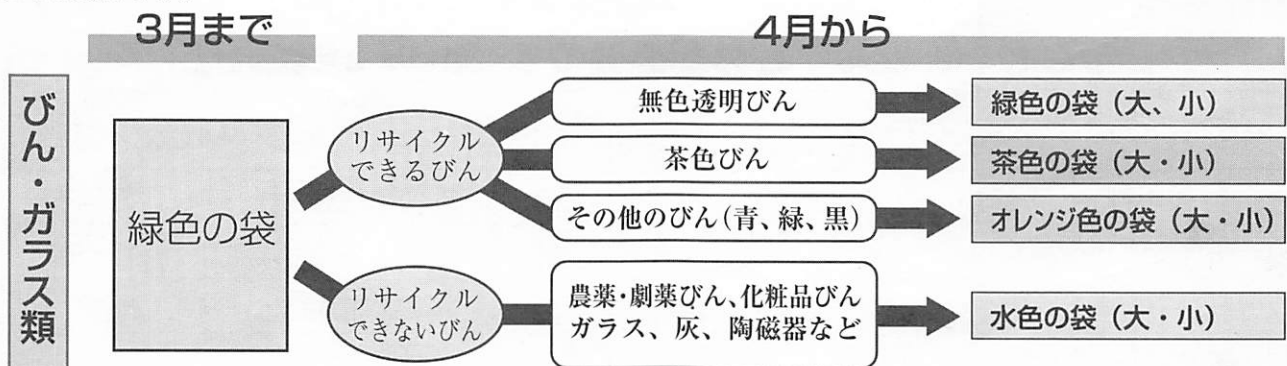 3月まで
4月から
びん・ガラス類
緑色の袋
リサイクル
できるびん
無色透明びん
緑色の袋（大、小）
茶色びん
茶色の袋（大・小）
その他のびん（青、緑、黒）
オレンジ色の袋（大・小）
リサイクル
できないびん
農薬・劇薬びん、化粧品びん
ガラス、灰、陶磁器など
水色の袋（大・小）